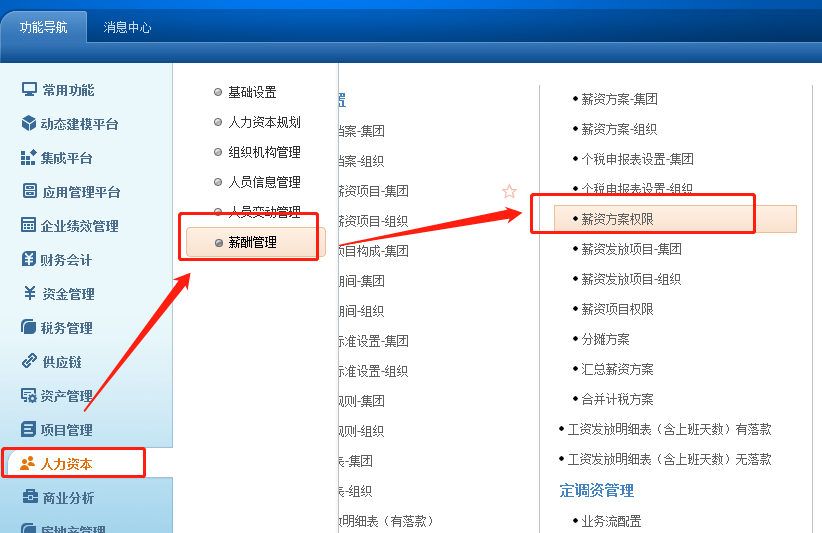 功能导航
消息中心
常用功能
动态建模平台
集成平台
应用管理平台
企业绩效管理
财务会计
资金管理
税务管理
供应链
资产管理
项目管理
人力资本
商业分析
房地产管理
基础设置
人力资本规划
组织机构管理
人员信息管理
人员变动管理
薪酬管理
置
档案-集团
档案-组织
薪资项目-集团
薪资项目-组织
项目构成-集团
期间-集团
期间-组织
标准设置-集团
标准设置-组织
规则-集团
规则-组织
表-集团
表-组织
明细表（有落款）
薪资方案-集团
薪资方案-组织
个税申报表设置-集团
个税申报表设置-组织
薪资方案权限
薪资发放项目-集团
薪资发放项目-组织
薪资项目权限
分摊方案
汇总薪资方案
合并计税方案
工资发放明细表（含上班天数）有落款
工资发放明细表（含上班天数）无落款
定调资管理
业务流配置